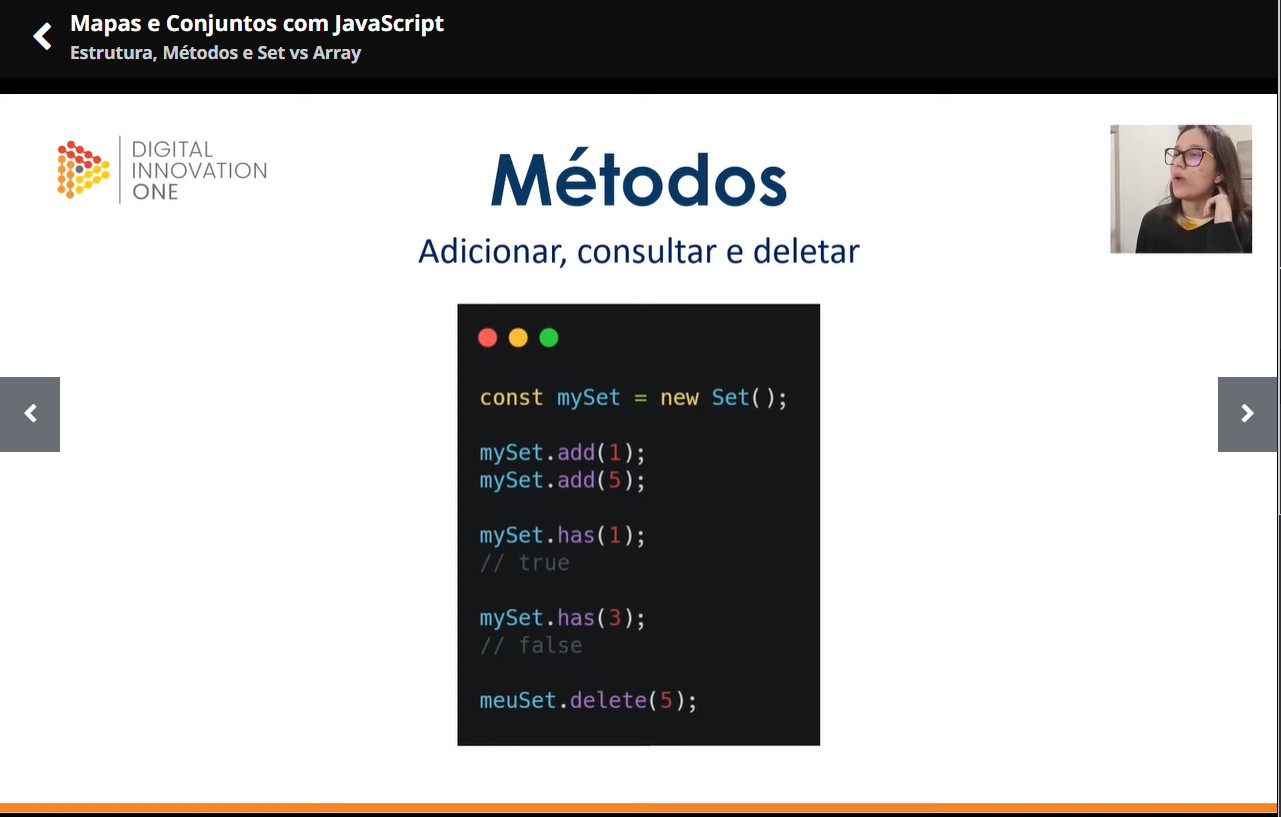 Mapas e Conjuntos com JavaScript
Estrutura, Métodos e Set vs Array
DIGITAL
INNOVATION
ONE
Métodos
Adicionar, consultar e deletar
const mySet = new Set();
mySet.add(1);
mySet.add(5);
mySet.has(1);
// true
mySet.has(3);
// false
meuSet.delete(5);